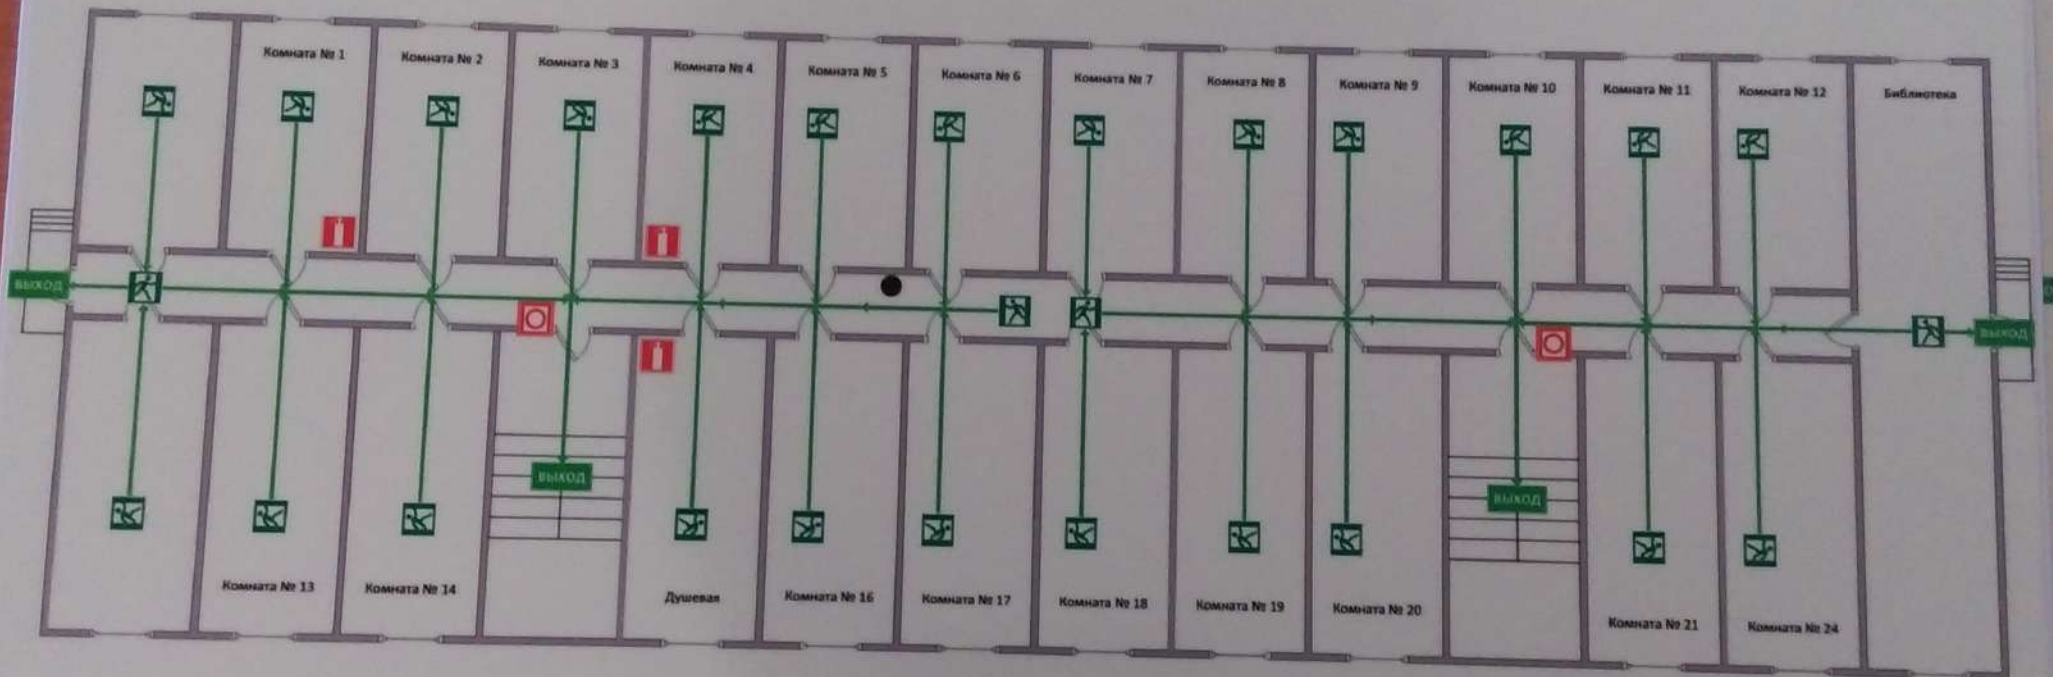 Комната № 1
Комната № 2
Комната № 3
Комната № 4
Комната № 5
Комната № 6
Комната № 7
Комната № 8
Комната № 9
Комната № 10
Комната № 11
Комната № 12
Библиотека
ВЫХОД
ВЫХОД
ВЫХОД
ВЫХОД
Комната № 13
Комната № 14
Душевая
Комната № 16
Комната № 17
Комната № 18
Комната № 19
Комната № 20
Комната № 21
Комната № 24